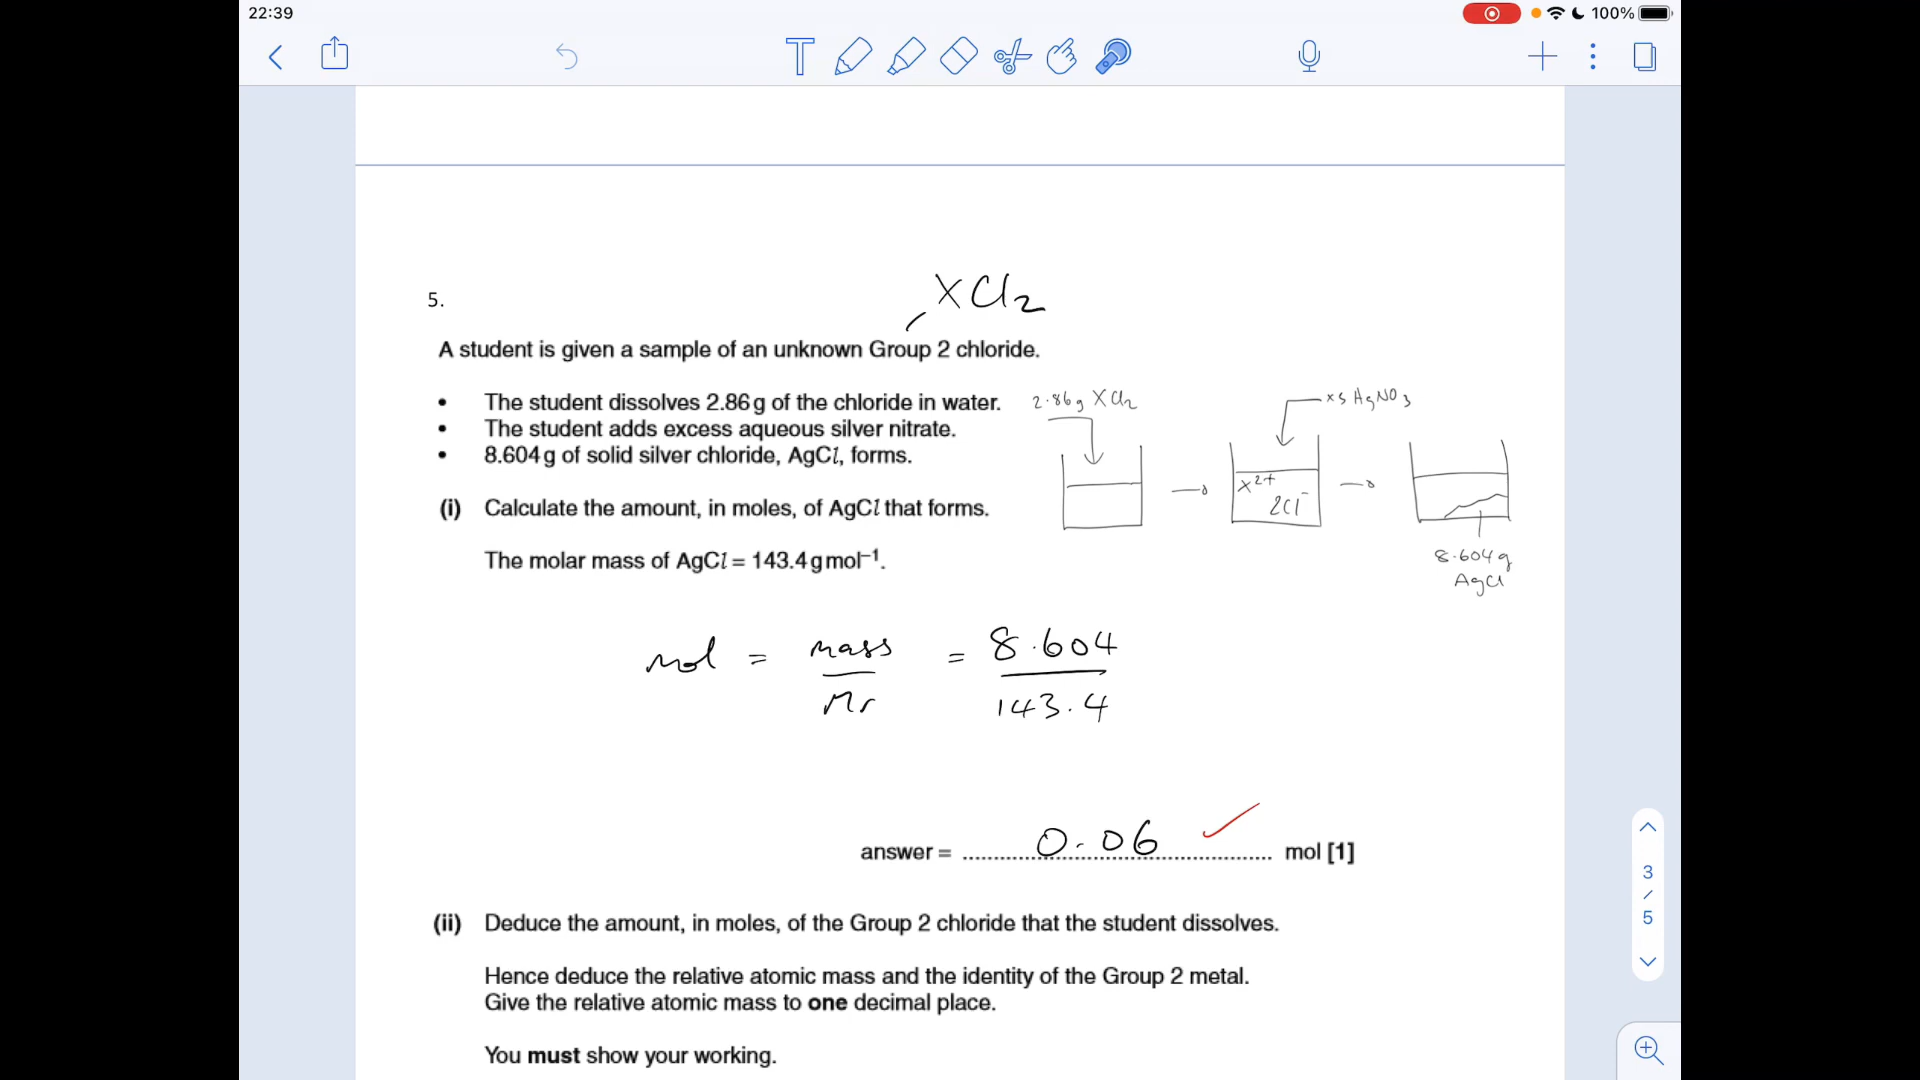 22:39
100%
T
XCl2
5.
A student is given a sample of an unknown Group 2 chloride.
• The student dissolves 2.86 g of the chloride in water.
2.86g XCl2
xs AgNO3
• The student adds excess aqueous silver nitrate.
• 8.604 g of solid silver chloride, AgCl, forms.
X2+
2Cl-
(i) Calculate the amount, in moles, of AgCl that forms.
8.604g
AgCl
The molar mass of AgCl = 143.4 g mol–1.
mol = mass / Mr = 8.604 / 143.4
answer = 0.06 mol [1]
3
/
5
(ii) Deduce the amount, in moles, of the Group 2 chloride that the student dissolves.
Hence deduce the relative atomic mass and the identity of the Group 2 metal.
Give the relative atomic mass to one decimal place.
You must show your working.